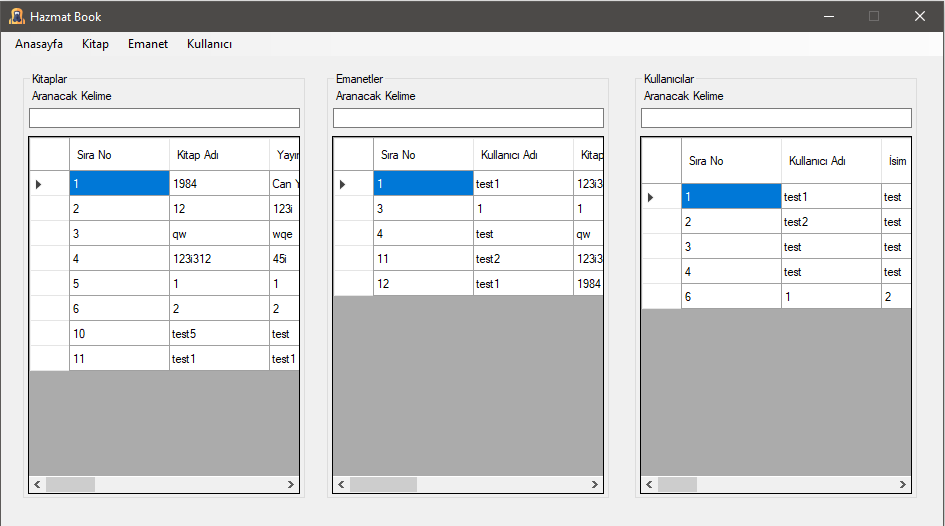 Hazmat Book
Anasayfa Kitap Emanet Kullanıcı
Kitaplar
Aranacak Kelime
Sıra No Kitap Adı Yayır
1 1984 Can Y
2 12 123i
3 qw wqe
4 123i312 45i
5 1 1
6 2 2
10 test5 test
11 test1 test1
Emanetler
Aranacak Kelime
Sıra No Kullanıcı Adı Kitap
1 test1 123i3
3 1 1
4 test qw
11 test2 123i3
12 test1 1984
Kullanıcılar
Aranacak Kelime
Sıra No Kullanıcı Adı İsim
1 test1 test
2 test2 test
3 test test
4 test test
6 1 2